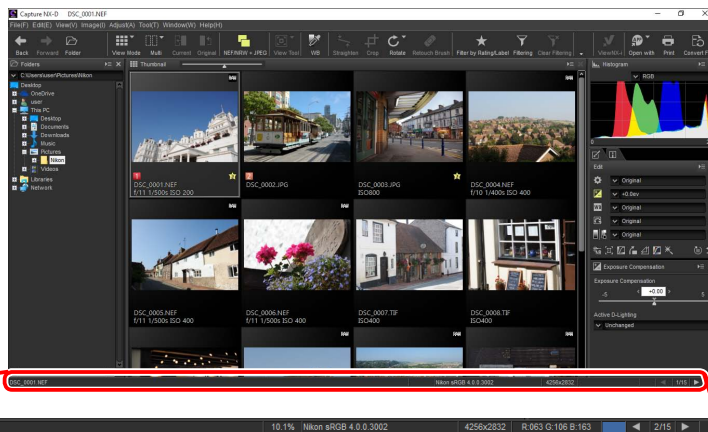 Capture NX-D DSC_0001.NEF
File(F) Edit(E) View(V) Image(I) Adjust(A) Tool(T) Window(W) Help(H)
Back Forward Folder View Mode Multi Current Original NEF/NRW + JPEG View Tool WB Straighten Crop Rotate Retouch Brush Filter by Rating/Label Filtering Clear Filtering ViewNX-i Open with Print Convert F
Folders Thumbnail Histogram
C:\Users\user\Pictures\Nikon RGB
Desktop
OneDrive
user
This PC
Desktop
Documents
Downloads
Music
Pictures
Nikon
Videos
Libraries
Network
RAW RAW
1 DSC_0001.NEF
f/11 1/500s ISO 200
2 DSC_0002.JPG
DSC_0003.JPG
ISO800
DSC_0004.NEF
f/10 1/400s ISO 400
RAW RAW
DSC_0005.NEF
f/11 1/500s ISO 400
DSC_0006.NEF
f/11 1/500s ISO 400
DSC_0007.TIF
ISO400
DSC_0008.TIF
ISO400
Edit
Original
+0.0ev
Original
Original
Original
Exposure Compensation
Exposure Compensation
-5 +0.00 5
Active D-Lighting
Unchanged
DSC_0001.NEF Nikon sRGB 4.0.0.3002 4256x2832 1/15
10.1% Nikon sRGB 4.0.0.3002 4256x2832 R:063 G:106 B:163 2/15